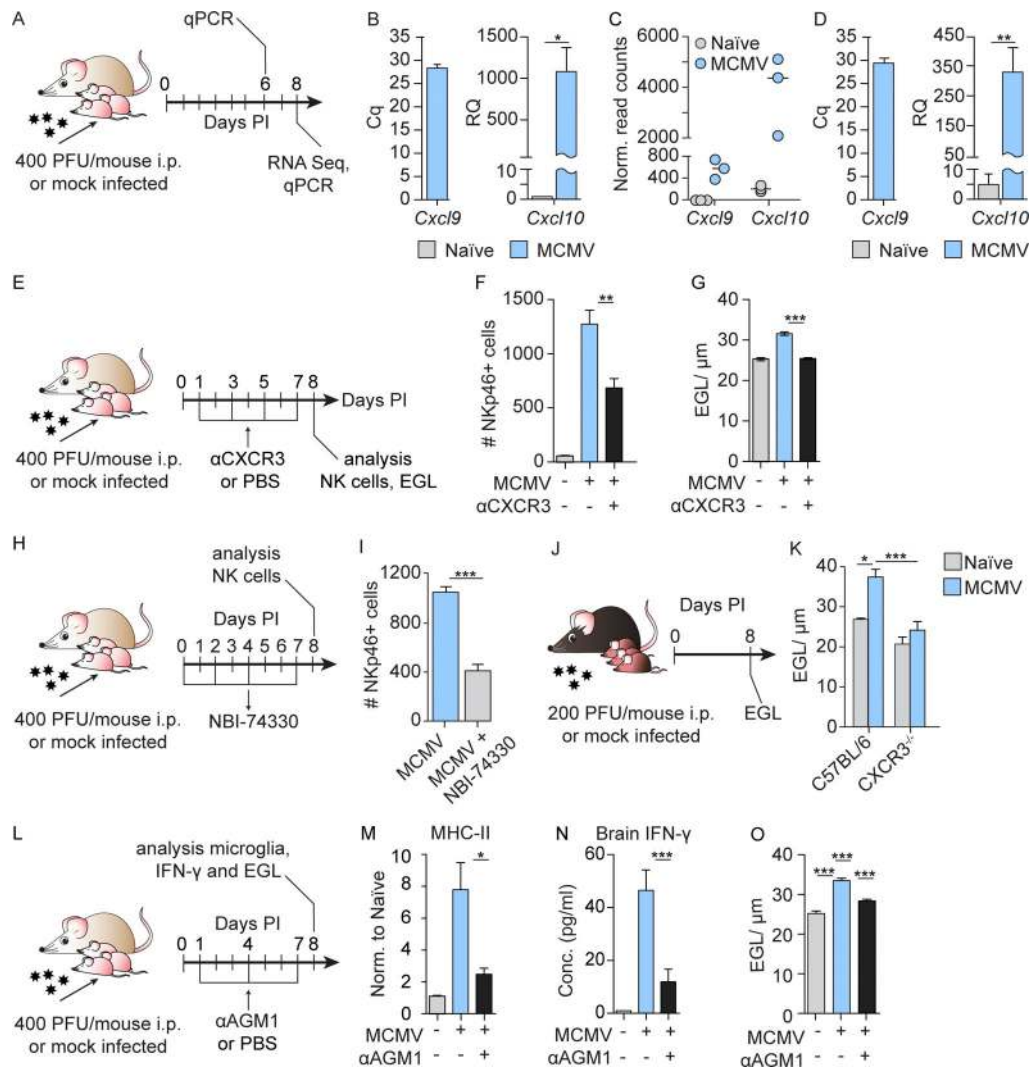 A
qPCR
0
6
8
Days PI
400 PFU/mouse i.p.
or mock infected
RNA Seq,
qPCR
B
Cq
35
30
25
20
15
10
5
0
Cxcl9
RQ
*
1500
1000
500
10
0
Cxcl10
Naïve
MCMV
C
Norm. read counts
Naïve
MCMV
6000
4000
2000
800
400
0
Cxcl9
Cxcl10
D
Cq
35
30
25
20
15
10
5
0
Cxcl9
RQ
**
450
350
250
150
50
10
0
Cxcl10
Naïve
MCMV
E
0 1 3 5 7 8
Days PI
400 PFU/mouse i.p.
or mock infected
αCXCR3
or PBS
analysis
NK cells, EGL
F
# NKp46+ cells
**
1500
1000
500
0
MCMV - + +
αCXCR3 - - +
G
EGL/ µm
***
40
30
20
10
0
MCMV - + +
αCXCR3 - - +
H
analysis
NK cells
Days PI
0 1 2 3 4 5 6 7 8
400 PFU/mouse i.p.
or mock infected
NBI-74330
I
# NKp46+ cells
***
1200
800
400
0
MCMV
MCMV +
NBI-74330
J
Days PI
0
8
200 PFU/mouse i.p.
or mock infected
EGL
K
EGL/ µm
* ***
40
30
20
10
0
C57BL/6
CXCR3-/-
Naïve
MCMV
L
analysis microglia,
IFN-γ and EGL
Days PI
0 1 4 7 8
400 PFU/mouse i.p.
or mock infected
αAGM1
or PBS
M
MHC-II
Norm. to Naïve
*
10
8
6
4
2
0
MCMV - + +
αAGM1 - - +
N
Brain IFN-γ
Conc. (pg/ml)
***
60
40
20
0
MCMV - + +
αAGM1 - - +
O
EGL/ µm
*** *** ***
40
30
20
10
0
MCMV - + +
αAGM1 - - +